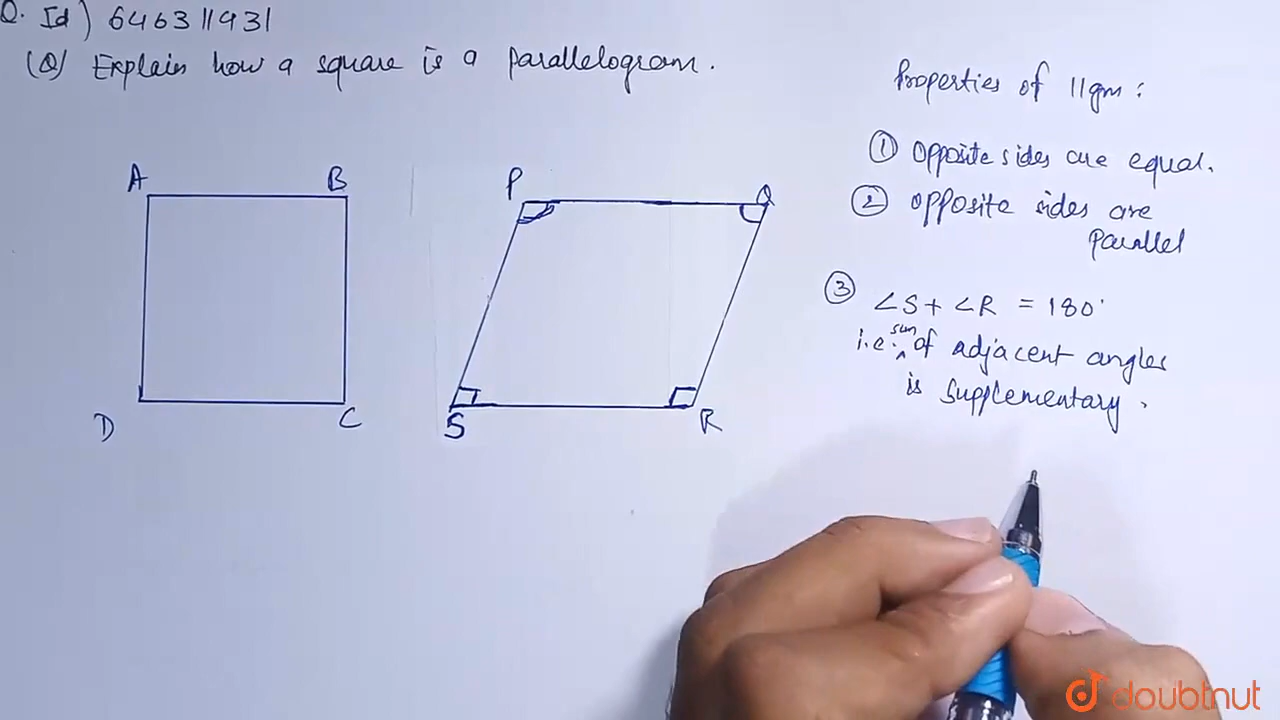 Q. Id) 646311931
(Q) Explain how a square is a parallelogram.
A
B
D
C
P
Q
S
R
Properties of ||gm :
① Opposite sides are equal.
② Opposite sides are
parallel
③ ∠S + ∠R = 180°
i.e. sum of adjacent angles
is supplementary.
doubtnut